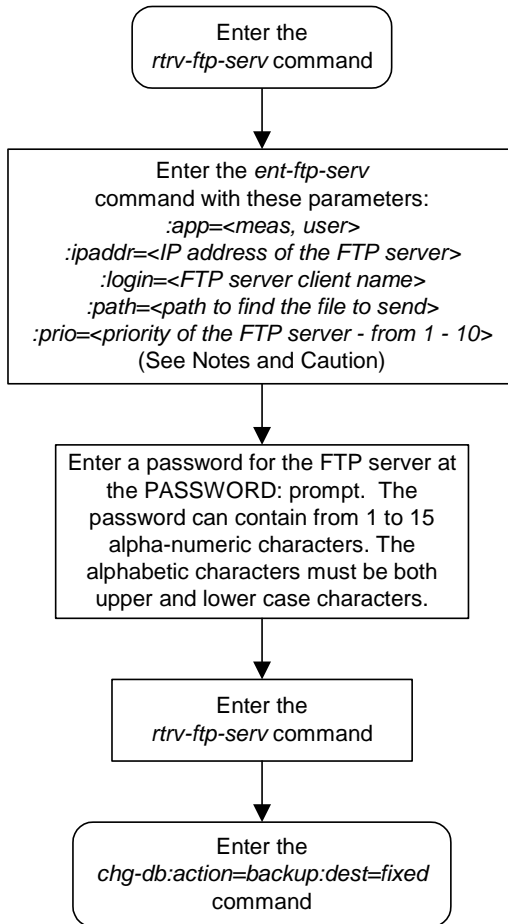 Enter the
rtrv-ftp-serv command
Enter the ent-ftp-serv
command with these parameters:
:app=<meas, user>
:ipaddr=<IP address of the FTP server>
:login=<FTP server client name>
:path=<path to find the file to send>
:prio=<priority of the FTP server - from 1 - 10>
(See Notes and Caution)
Enter a password for the FTP server at
the PASSWORD: prompt. The
password can contain from 1 to 15
alpha-numeric characters. The
alphabetic characters must be both
upper and lower case characters.
Enter the
rtrv-ftp-serv command
Enter the
chg-db:action=backup:dest=fixed
command